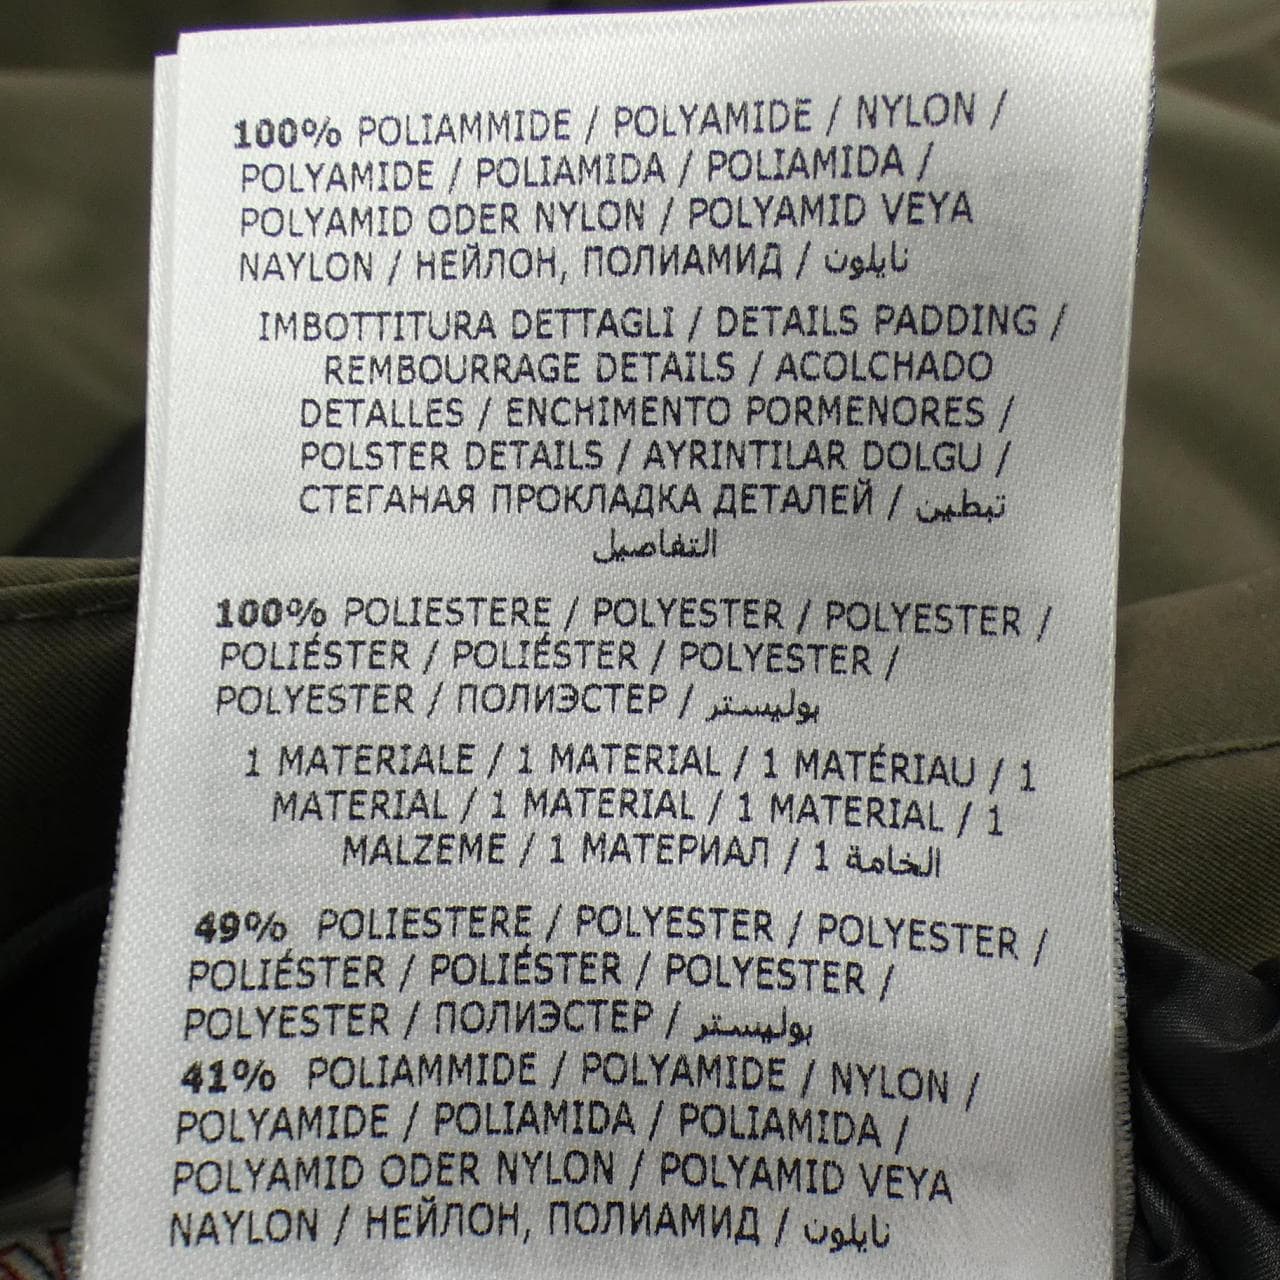 100% POLIAMMIDE / POLYAMIDE / NYLON /
POLYAMIDE / POLIAMIDA / POLIAMIDA /
POLYAMID ODER NYLON / POLYAMID VEYA
NAYLON / НЕЙЛОН, ПОЛИАМИД / نايلون
IMBOTTITURA DETTAGLI / DETAILS PADDING /
REMBOURRAGE DETAILS / ACOLCHADO
DETALLES / ENCHIMENTO PORMENORES /
POLSTER DETAILS / AYRINTILAR DOLGU /
СТЕГАНАЯ ПРОКЛАДКА ДЕТАЛЕЙ / تبطين
التفاصيل
100% POLIESTERE / POLYESTER / POLYESTER /
POLIÉSTER / POLIÉSTER / POLYESTER /
POLYESTER / ПОЛИЭСТЕР / بوليستر
1 MATERIALE / 1 MATERIAL / 1 MATÉRIAU / 1
MATERIAL / 1 MATERIAL / 1 MATERIAL / 1
MALZEME / 1 МАТЕРИАЛ / 1 الخامة
49% POLIESTERE / POLYESTER / POLYESTER /
POLIÉSTER / POLIÉSTER / POLYESTER /
POLYESTER / ПОЛИЭСТЕР / بوليستر
41% POLIAMMIDE / POLYAMIDE / NYLON /
POLYAMIDE / POLIAMIDA / POLIAMIDA /
POLYAMID ODER NYLON / POLYAMID VEYA
NAYLON / НЕЙЛОН, ПОЛИАМИД / نايلون